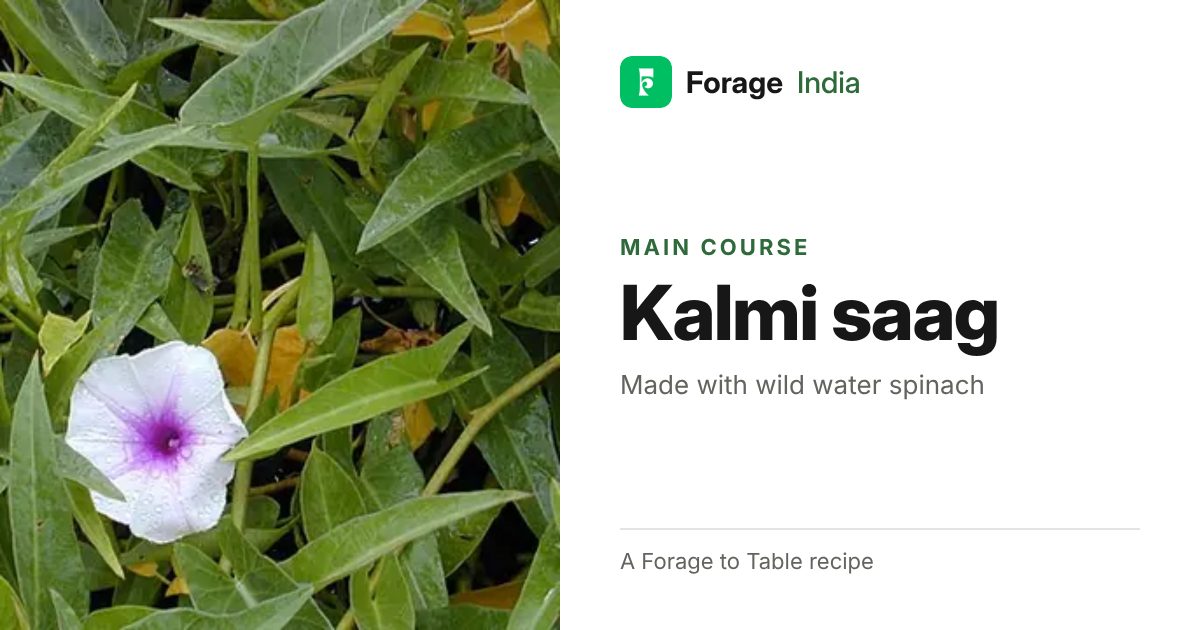 Forage India
MAIN COURSE
Kalmi saag
Made with wild water spinach
A Forage to Table recipe